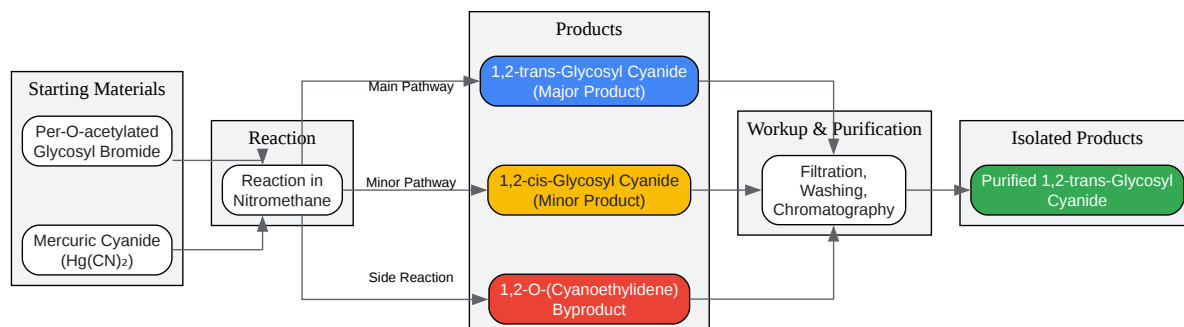 Starting Materials
Per-O-acetylated
Glycosyl Bromide
Mercuric Cyanide
(Hg(CN)₂)
Reaction
Reaction in
Nitromethane
Main Pathway
Minor Pathway
Side Reaction
Products
1,2-trans-Glycosyl Cyanide
(Major Product)
1,2-cis-Glycosyl Cyanide
(Minor Product)
1,2-O-(Cyanoethylidene)
Byproduct
Workup & Purification
Filtration,
Washing,
Chromatography
Isolated Products
Purified 1,2-trans-Glycosyl
Cyanide